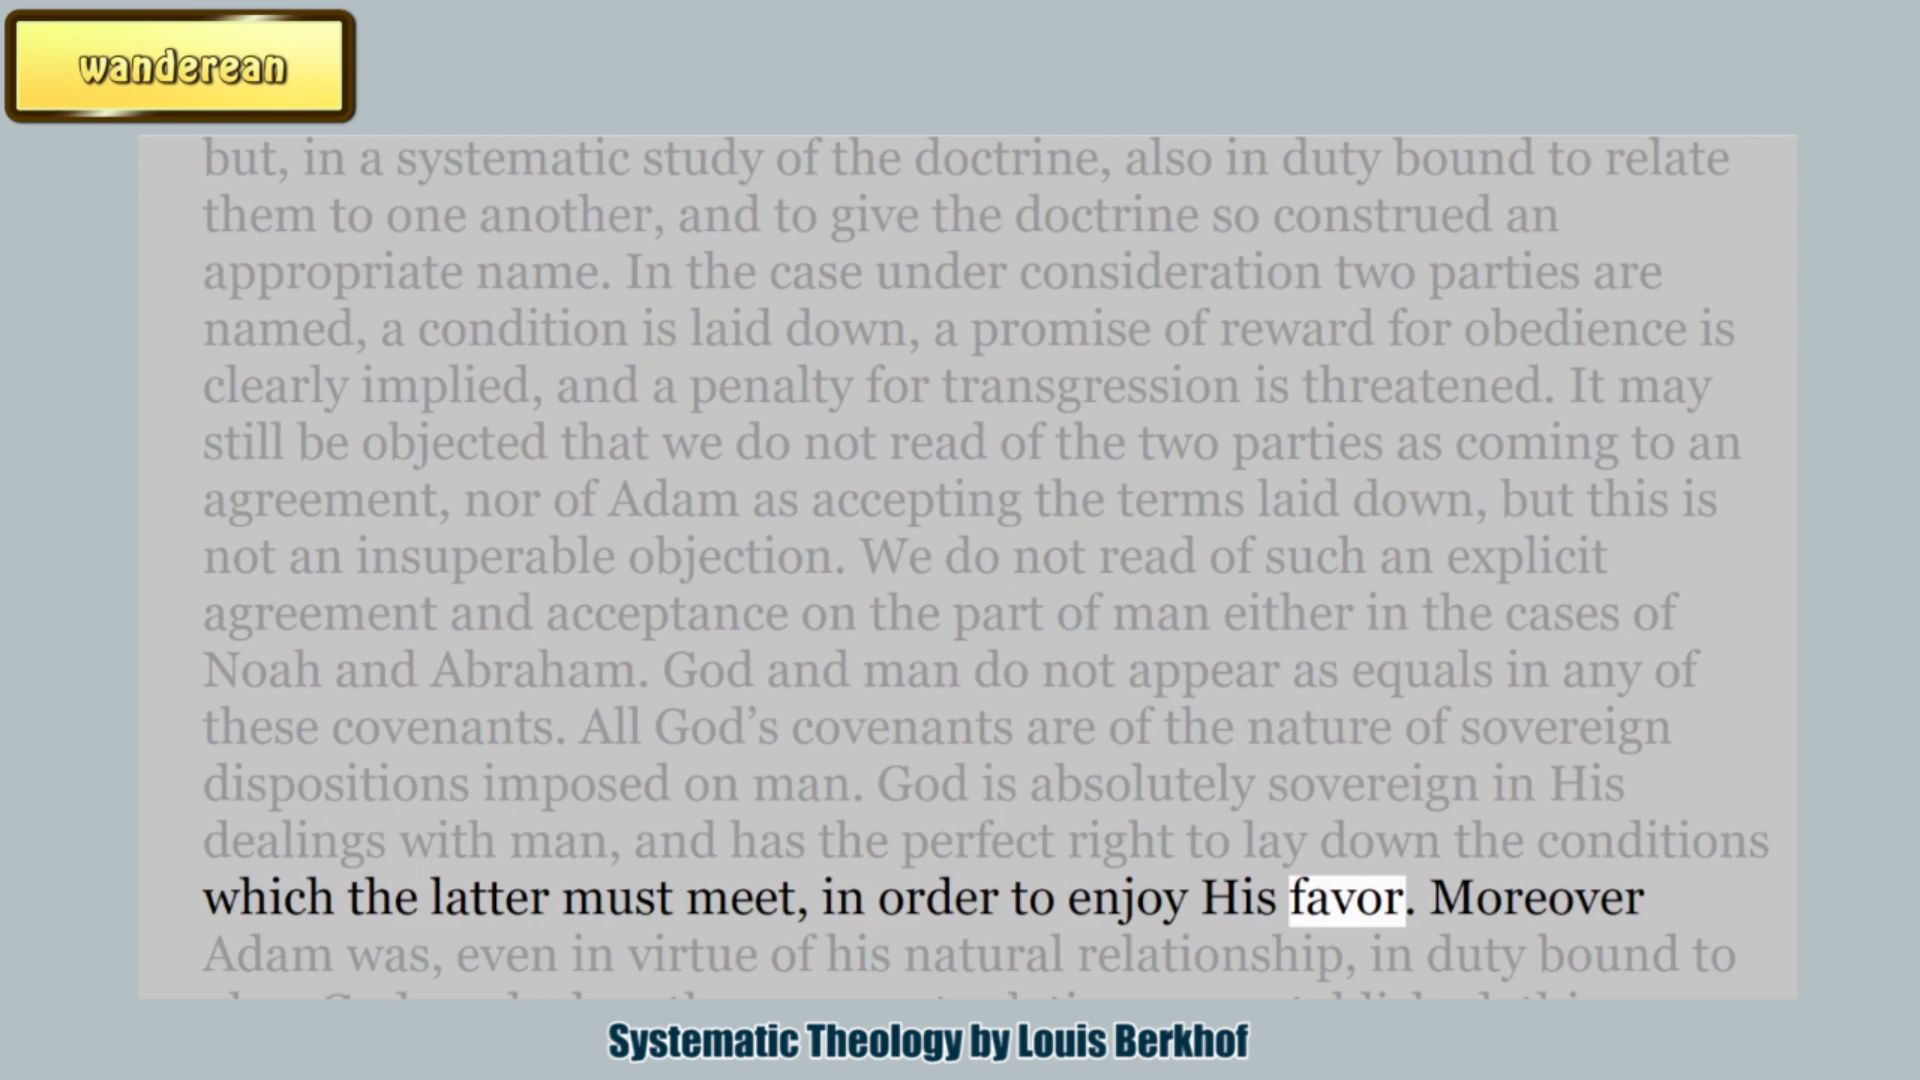 wanderean
but, in a systematic study of the doctrine, also in duty bound to relate
them to one another, and to give the doctrine so construed an
appropriate name. In the case under consideration two parties are
named, a condition is laid down, a promise of reward for obedience is
clearly implied, and a penalty for transgression is threatened. It may
still be objected that we do not read of the two parties as coming to an
agreement, nor of Adam as accepting the terms laid down, but this is
not an insuperable objection. We do not read of such an explicit
agreement and acceptance on the part of man either in the cases of
Noah and Abraham. God and man do not appear as equals in any of
these covenants. All God’s covenants are of the nature of sovereign
dispositions imposed on man. God is absolutely sovereign in His
dealings with man, and has the perfect right to lay down the conditions
which the latter must meet, in order to enjoy His favor. Moreover
Adam was, even in virtue of his natural relationship, in duty bound to
Systematic Theology by Louis Berkhof